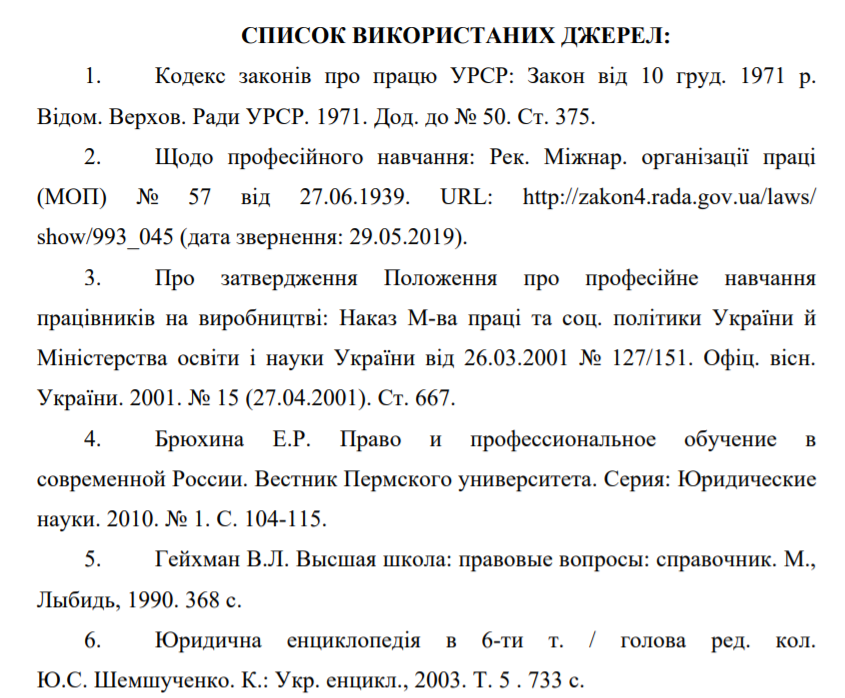 СПИСОК ВИКОРИСТАНИХ ДЖЕРЕЛ:
1. Кодекс законів про працю УРСР: Закон від 10 груд. 1971 р.
Відом. Верхов. Ради УРСР. 1971. Дод. до № 50. Ст. 375.
2. Щодо професійного навчання: Рек. Міжнар. організації праці
(МОП) № 57 від 27.06.1939. URL: http://zakon4.rada.gov.ua/laws/
show/993_045 (дата звернення: 29.05.2019).
3. Про затвердження Положення про професійне навчання
працівників на виробництві: Наказ М-ва праці та соц. політики України й
Міністерства освіти і науки України від 26.03.2001 № 127/151. Офіц. вісн.
України. 2001. № 15 (27.04.2001). Ст. 667.
4. Брюхина Е.Р. Право и профессиональное обучение в
современной России. Вестник Пермского университета. Серия: Юридические
науки. 2010. № 1. С. 104-115.
5. Гейхман В.Л. Высшая школа: правовые вопросы: справочник. М.,
Лыбидь, 1990. 368 с.
6. Юридична енциклопедія в 6-ти т. / голова ред. кол.
Ю.С. Шемшученко. К.: Укр. енцикл., 2003. Т. 5 . 733 с.